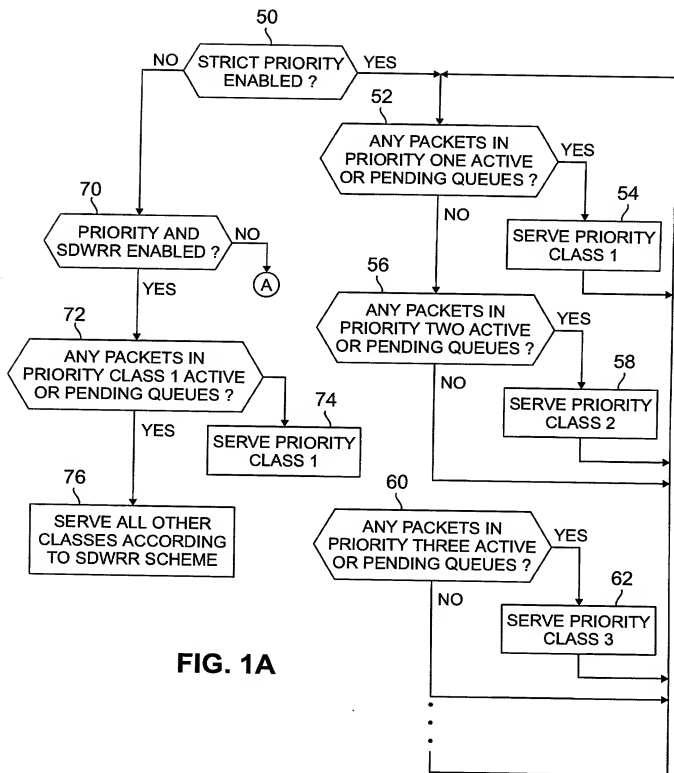 50
STRICT PRIORITY
ENABLED ?
NO
YES
52
ANY PACKETS IN
PRIORITY ONE ACTIVE
OR PENDING QUEUES ?
YES
NO
54
SERVE PRIORITY
CLASS 1
70
PRIORITY AND
SDWRR ENABLED ?
NO
A
YES
56
ANY PACKETS IN
PRIORITY TWO ACTIVE
OR PENDING QUEUES ?
YES
NO
58
SERVE PRIORITY
CLASS 2
72
ANY PACKETS IN
PRIORITY CLASS 1 ACTIVE
OR PENDING QUEUES ?
YES
74
SERVE PRIORITY
CLASS 1
76
SERVE ALL OTHER
CLASSES ACCORDING
TO SDWRR SCHEME
60
ANY PACKETS IN
PRIORITY THREE ACTIVE
OR PENDING QUEUES ?
YES
NO
62
SERVE PRIORITY
CLASS 3
FIG. 1A